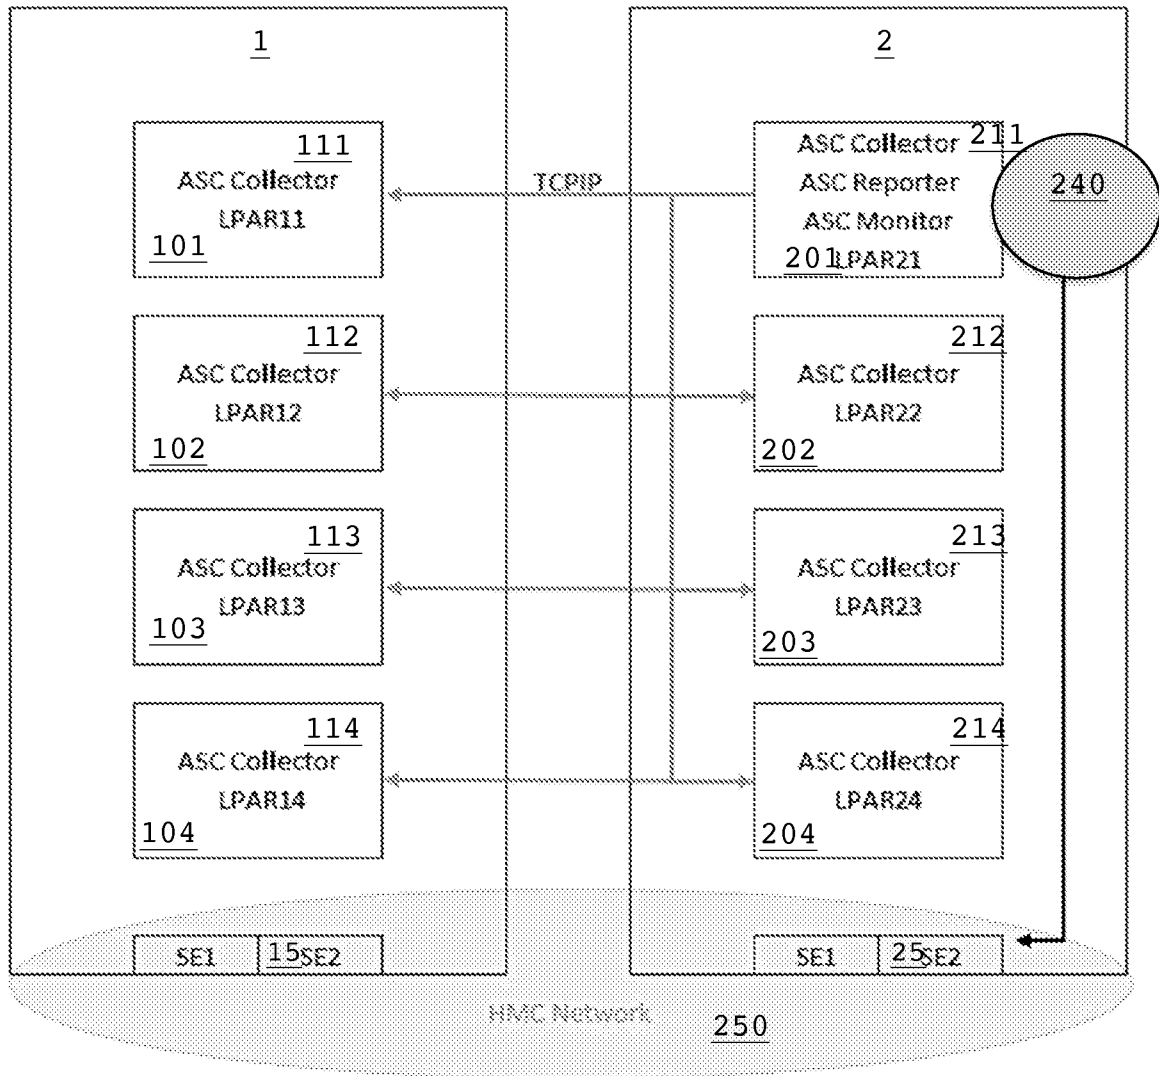 1
2
111
ASC Collector
LPAR11
101
TCPIP
ASC Collector 211
ASC Reporter
ASC Monitor
201 LPAR21
240
112
ASC Collector
LPAR12
102
212
ASC Collector
LPAR22
202
113
ASC Collector
LPAR13
103
213
ASC Collector
LPAR23
203
114
ASC Collector
LPAR14
104
214
ASC Collector
LPAR24
204
SE1
15 SE2
SE1
25 SE2
HMC Network
250